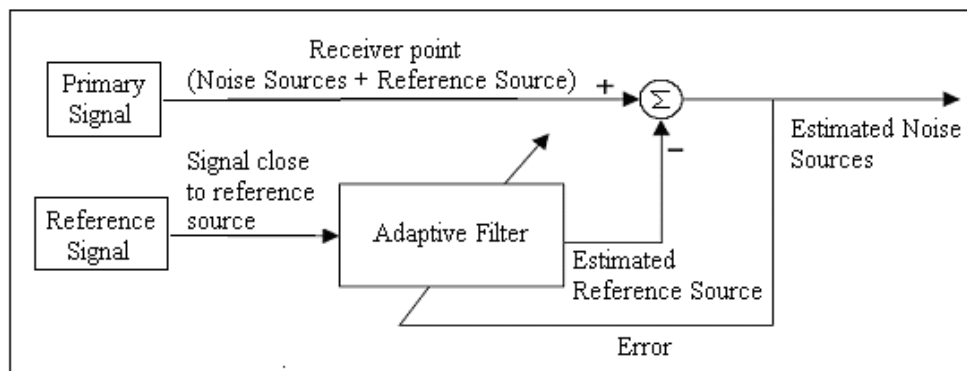 Receiver point
(Noise Sources + Reference Source)
Primary
Signal
+
Σ
−
Estimated Noise
Sources
Signal close
to reference
source
Reference
Signal
Adaptive Filter
Estimated
Reference Source
Error